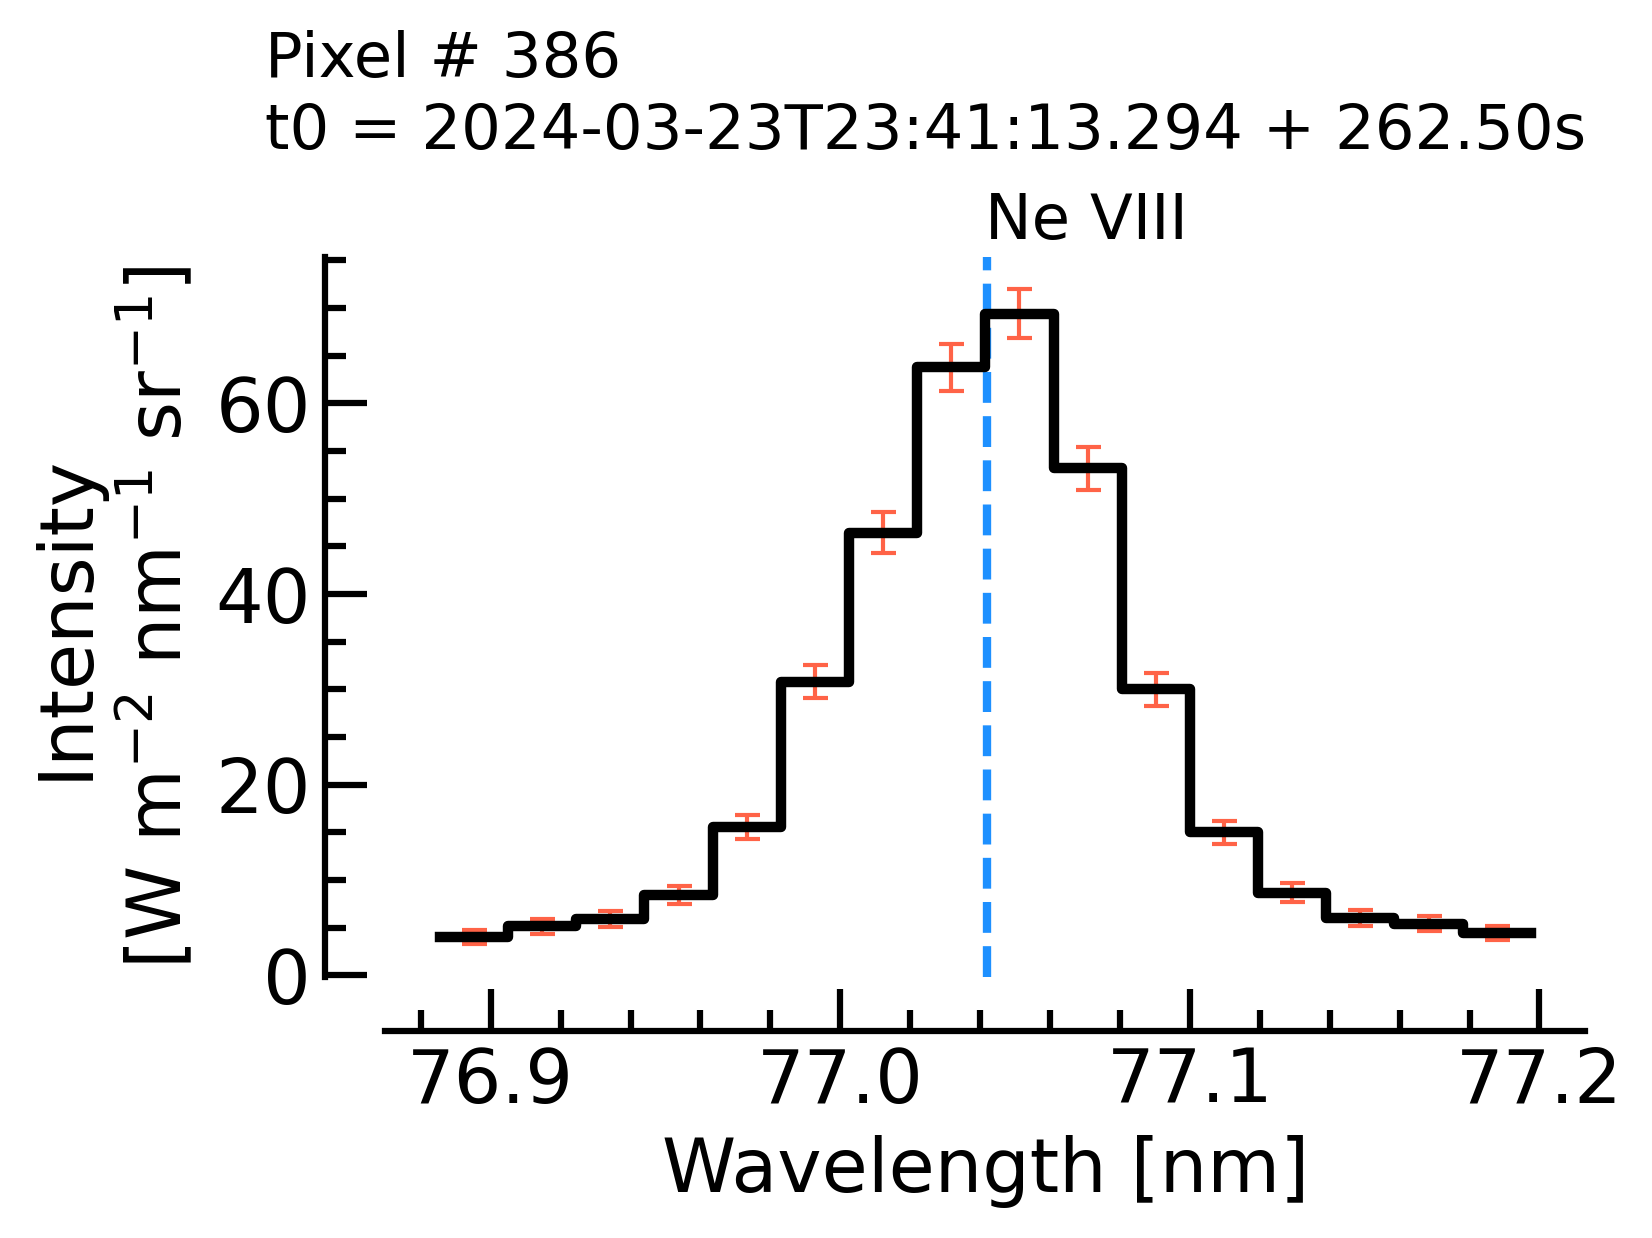 Pixel # 386
t0 = 2024-03-23T23:41:13.294 + 262.50s
Ne VIII
Intensity
[W m⁻² nm⁻¹ sr⁻¹]
60
40
20
0
76.9 77.0 77.1 77.2
Wavelength [nm]